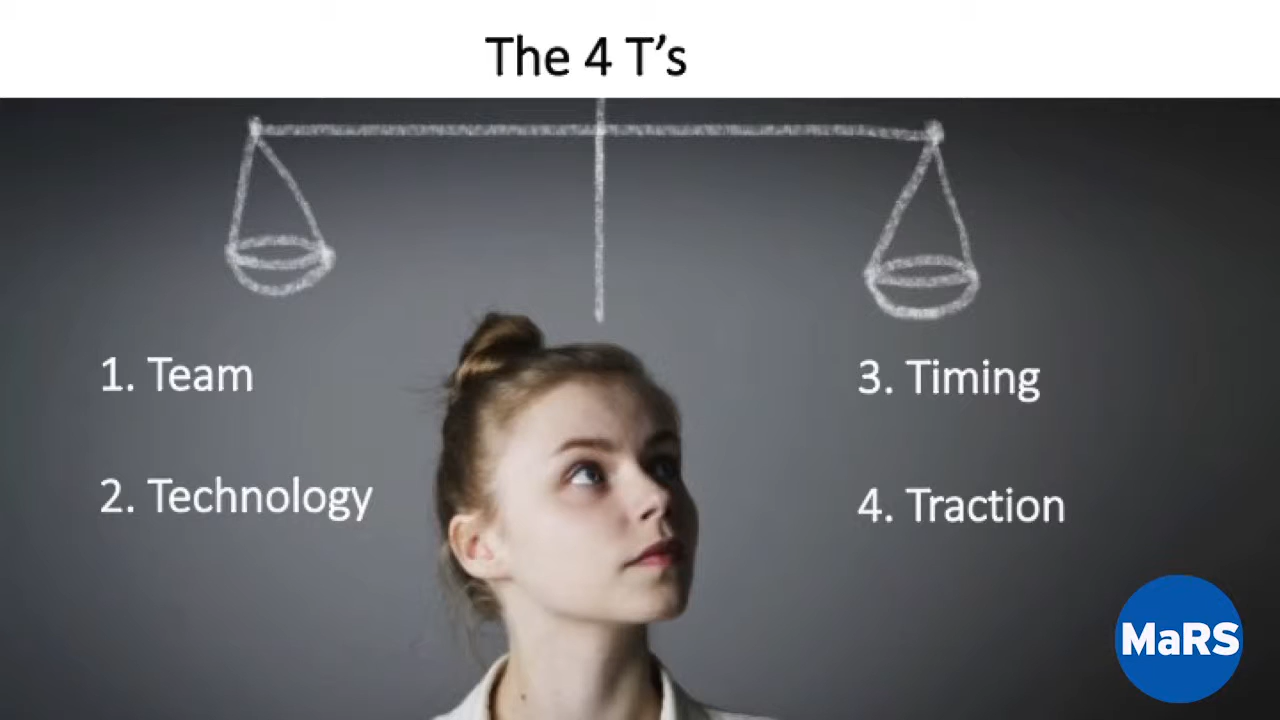 The 4 T’s
1. Team
2. Technology
3. Timing
4. Traction
MaRS